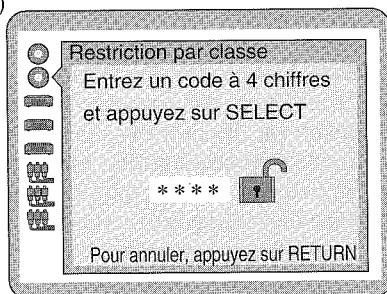 )
Restriction par classe
Entrez un code à 4 chiffres
et appuyez sur SELECT
* * * *
Pour annuler, appuyez sur RETURN